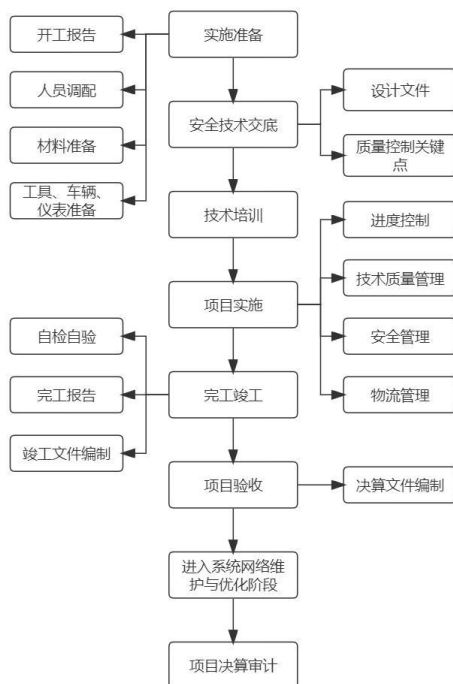 开工报告
实施准备
人员调配
设计文件
安全技术交底
材料准备
质量控制关键
点
工具、车辆、
仪表准备
技术培训
进度控制
技术质量管理
项目实施
自检自验
安全管理
完工报告
完工竣工
物流管理
竣工文件编制
项目验收
决算文件编制
进入系统网络维
护与优化阶段
项目决算审计